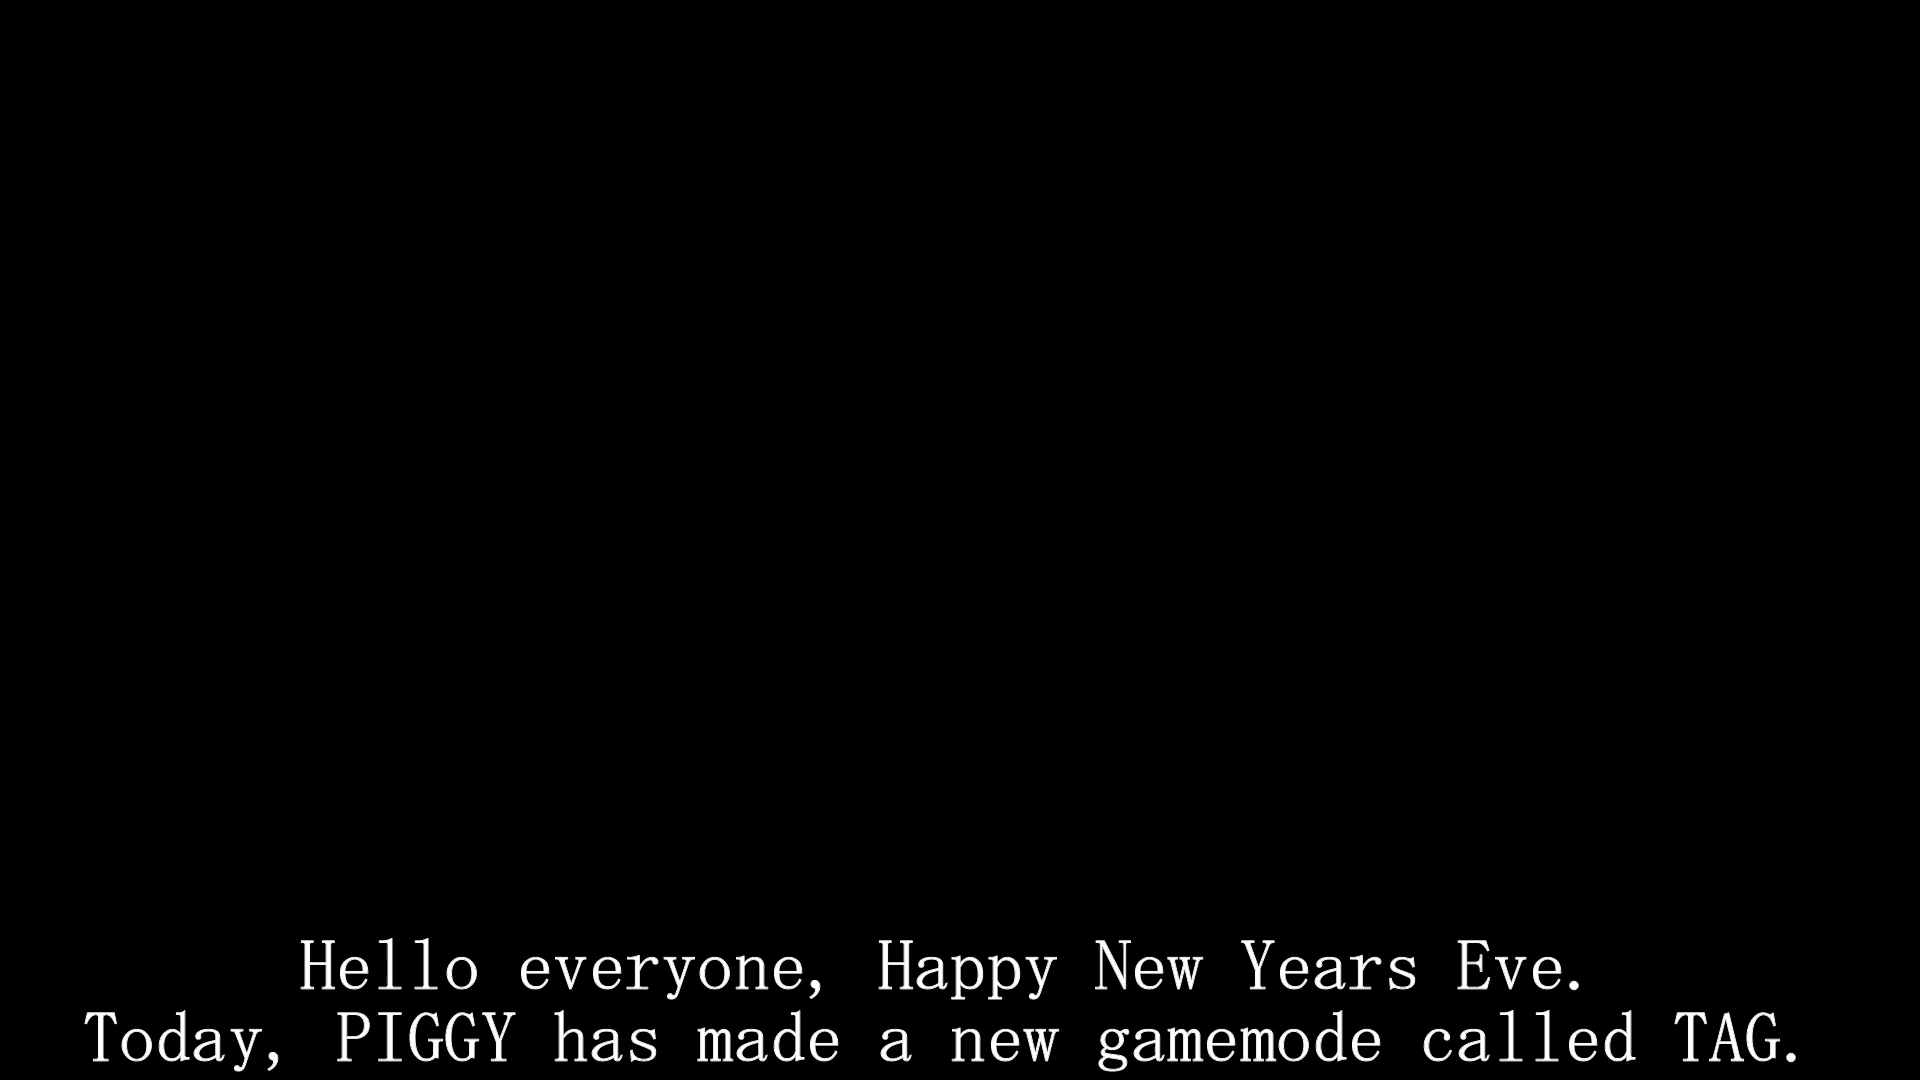 Hello everyone, Happy New Years Eve.
Today, PIGGY has made a new gamemode called TAG.